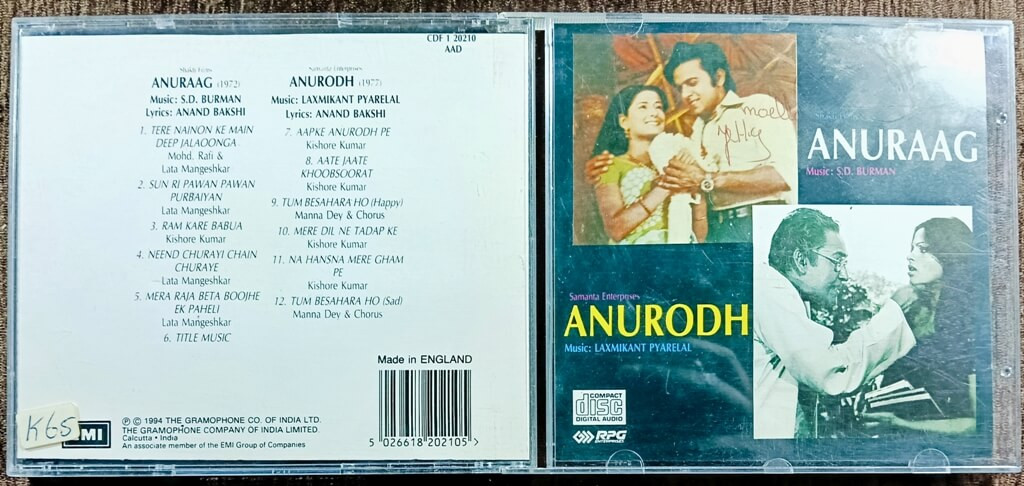 CDF 1 20210
AAD
Shakti Films
ANURAAG (1972)
Music: S.D. BURMAN
Lyrics: ANAND BAKSHI
1. TERE NAINON KE MAIN
DEEP JALAOONGA
Mohd. Rafi &
Lata Mangeshkar
2. SUN RI PAWAN PAWAN
PURBAIYAN
Lata Mangeshkar
3. RAM KARE BABUA
Kishore Kumar
4. NEEND CHURAYI CHAIN
CHURAYE
Lata Mangeshkar
5. MERA RAJA BETA BOOJHE
EK PAHELI
Lata Mangeshkar
6. TITLE MUSIC
Samanta Enterprises
ANURODH (1977)
Music: LAXMIKANT PYARELAL
Lyrics: ANAND BAKSHI
7. AAPKE ANURODH PE
Kishore Kumar
8. AATE JAATE
KHOOBSOORAT
Kishore Kumar
9. TUM BESAHARA HO (Happy)
Manna Dey & Chorus
10. MERE DIL NE TADAP KE
Kishore Kumar
11. NA HANSNA MERE GHAM
PE
Kishore Kumar
12. TUM BESAHARA HO (Sad)
Manna Dey & Chorus
Made in ENGLAND
5 026618 202105 >
K65
EMI
℗ © 1994 THE GRAMOPHONE CO. OF INDIA LTD.
THE GRAMOPHONE COMPANY OF INDIA LIMITED.
Calcutta • India
An associate member of the EMI Group of Companies
ANURAAG
Music: S.D. BURMAN
Samanta Enterprises
ANURODH
Music: LAXMIKANT PYARELAL
COMPACT
disc
DIGITAL AUDIO
RPG
ENTERPRISES